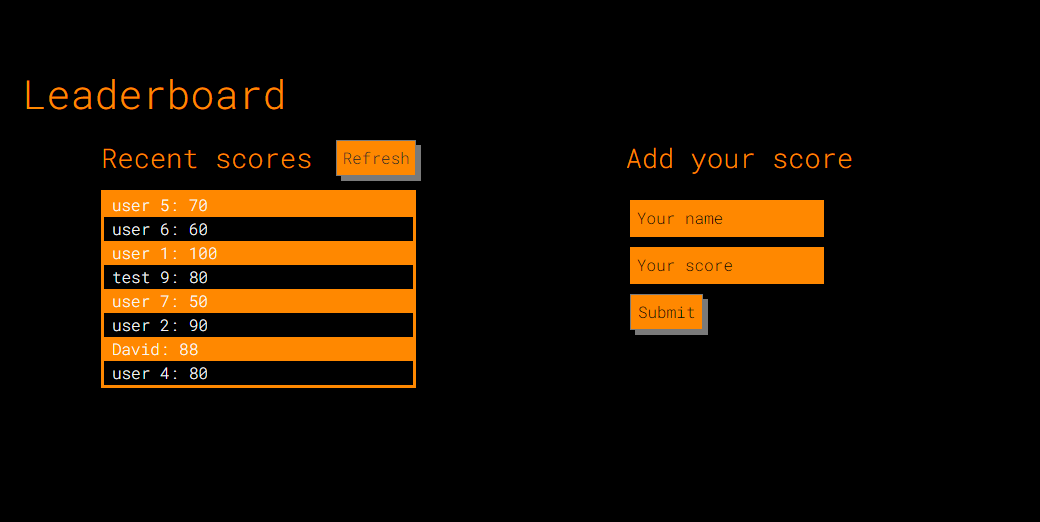 Leaderboard
Recent scores
Refresh
user 5: 70
user 6: 60
user 1: 100
test 9: 80
user 7: 50
user 2: 90
David: 88
user 4: 80
Add your score
Your name
Your score
Submit